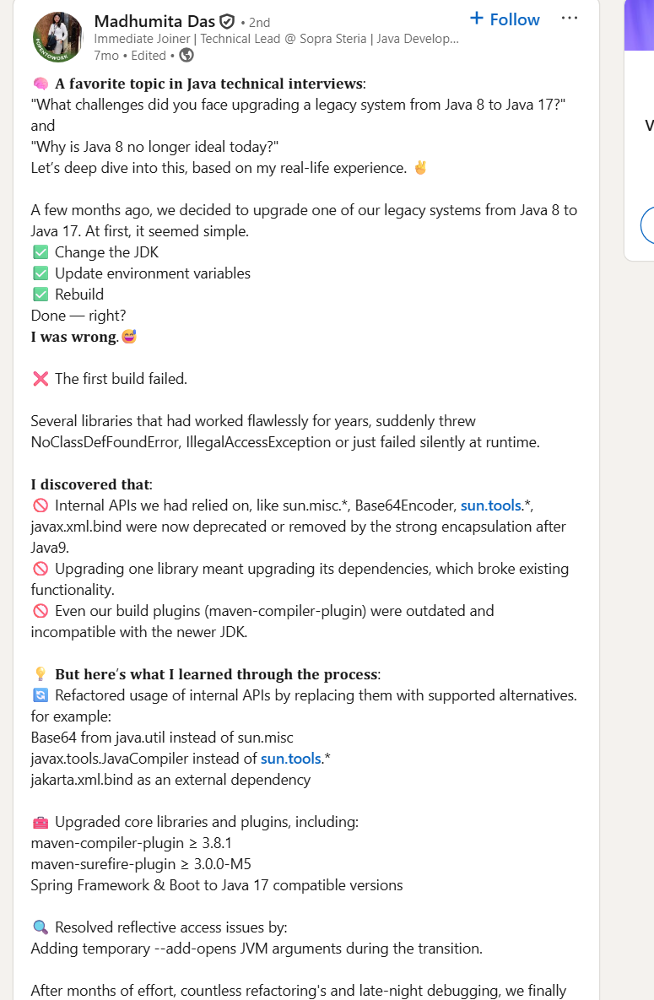 Madhumita Das • 2nd
+ Follow ...
Immediate Joiner | Technical Lead @ Sopra Steria | Java Develop...
7mo • Edited •
#OPENTOWORK
🧠 A favorite topic in Java technical interviews:
"What challenges did you face upgrading a legacy system from Java 8 to Java 17?"
and
"Why is Java 8 no longer ideal today?"
Let’s deep dive into this, based on my real-life experience. ✌️
A few months ago, we decided to upgrade one of our legacy systems from Java 8 to
Java 17. At first, it seemed simple.
✅ Change the JDK
✅ Update environment variables
✅ Rebuild
Done — right?
I was wrong.😅
❌ The first build failed.
Several libraries that had worked flawlessly for years, suddenly threw
NoClassDefFoundError, IllegalAccessException or just failed silently at runtime.
I discovered that:
🚫 Internal APIs we had relied on, like sun.misc.*, Base64Encoder, sun.tools.*,
javax.xml.bind were now deprecated or removed by the strong encapsulation after
Java9.
🚫 Upgrading one library meant upgrading its dependencies, which broke existing
functionality.
🚫 Even our build plugins (maven-compiler-plugin) were outdated and
incompatible with the newer JDK.
💡 But here's what I learned through the process:
🔄 Refactored usage of internal APIs by replacing them with supported alternatives.
for example:
Base64 from java.util instead of sun.misc
javax.tools.JavaCompiler instead of sun.tools.*
jakarta.xml.bind as an external dependency
🧰 Upgraded core libraries and plugins, including:
maven-compiler-plugin ≥ 3.8.1
maven-surefire-plugin ≥ 3.0.0-M5
Spring Framework & Boot to Java 17 compatible versions
🔍 Resolved reflective access issues by:
Adding temporary --add-opens JVM arguments during the transition.
After months of effort, countless refactoring's and late-night debugging, we finally